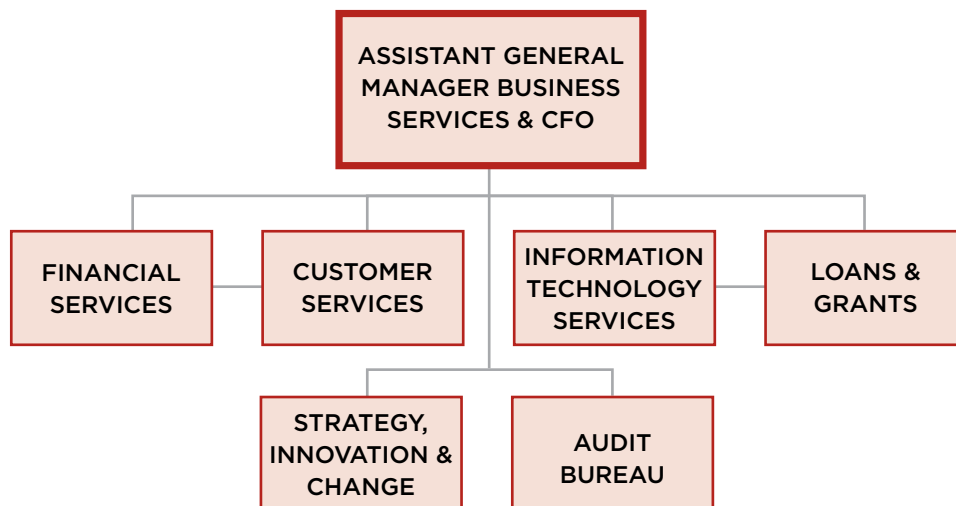 ASSISTANT GENERAL
MANAGER BUSINESS
SERVICES & CFO
FINANCIAL
SERVICES
CUSTOMER
SERVICES
INFORMATION
TECHNOLOGY
SERVICES
LOANS &
GRANTS
STRATEGY,
INNOVATION &
CHANGE
AUDIT
BUREAU